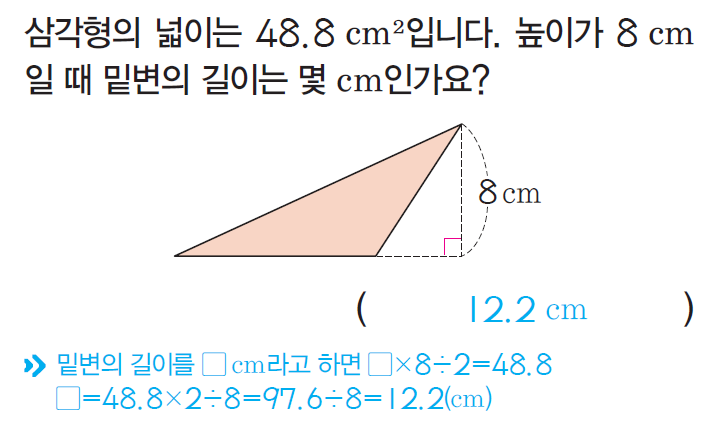 삼각형의 넓이는 48.8 cm²입니다. 높이가 8 cm
일 때 밑변의 길이는 몇 cm인가요?
8 cm
( 12.2 cm )
밑변의 길이를 □ cm라고 하면 □×8÷2=48.8
□=48.8×2÷8=97.6÷8=12.2(cm)